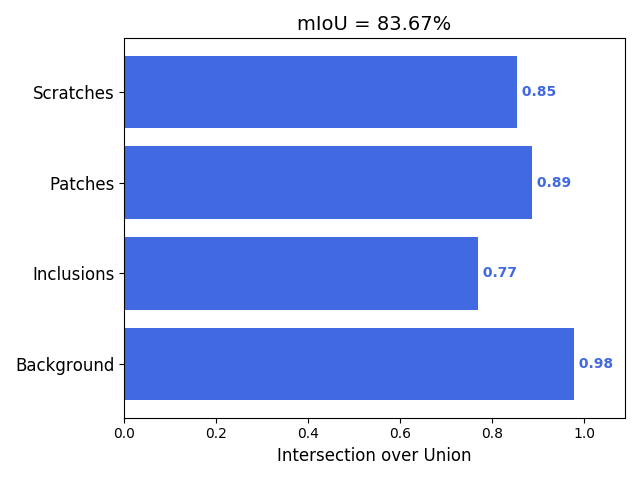 mIoU = 83.67%
Scratches
0.85
Patches
0.89
Inclusions
0.77
Background
0.98
0.0 0.2 0.4 0.6 0.8 1.0
Intersection over Union